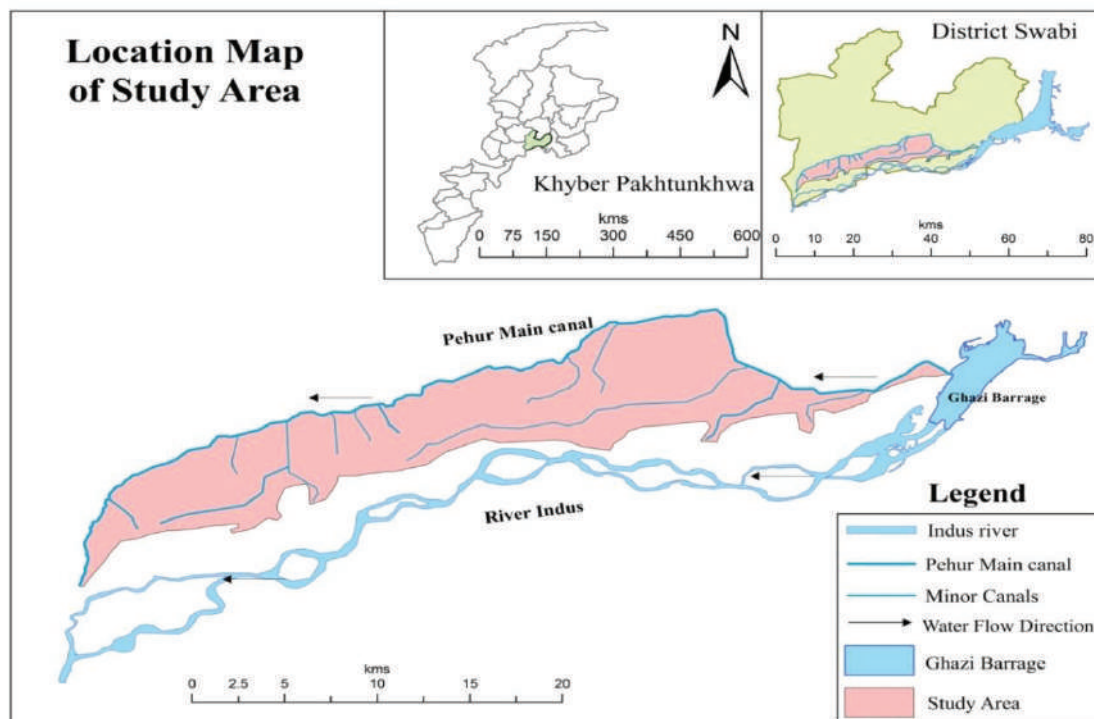 Location Map
of Study Area
N
Khyber Pakhtunkhwa
kms
0 75 150 300 450 600
District Swabi
kms
0 10 20 40 60 80
Pehur Main canal
Ghazi Barrage
River Indus
kms
0 2.5 5 10 15 20
Legend
Indus river
Pehur Main canal
Minor Canals
Water Flow Direction
Ghazi Barrage
Study Area